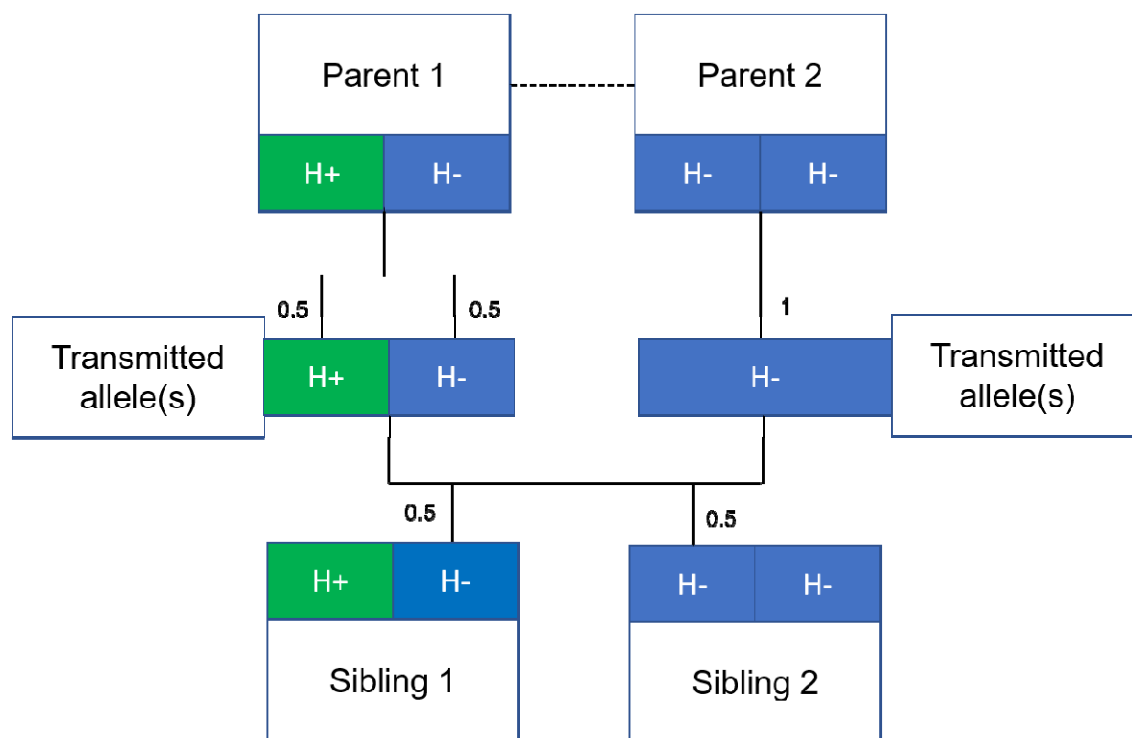 Parent 1
Parent 2
H+
H-
H-
H-
0.5
0.5
1
Transmitted
allele(s)
H+
H-
H-
Transmitted
allele(s)
0.5
0.5
H+
H-
H-
H-
Sibling 1
Sibling 2